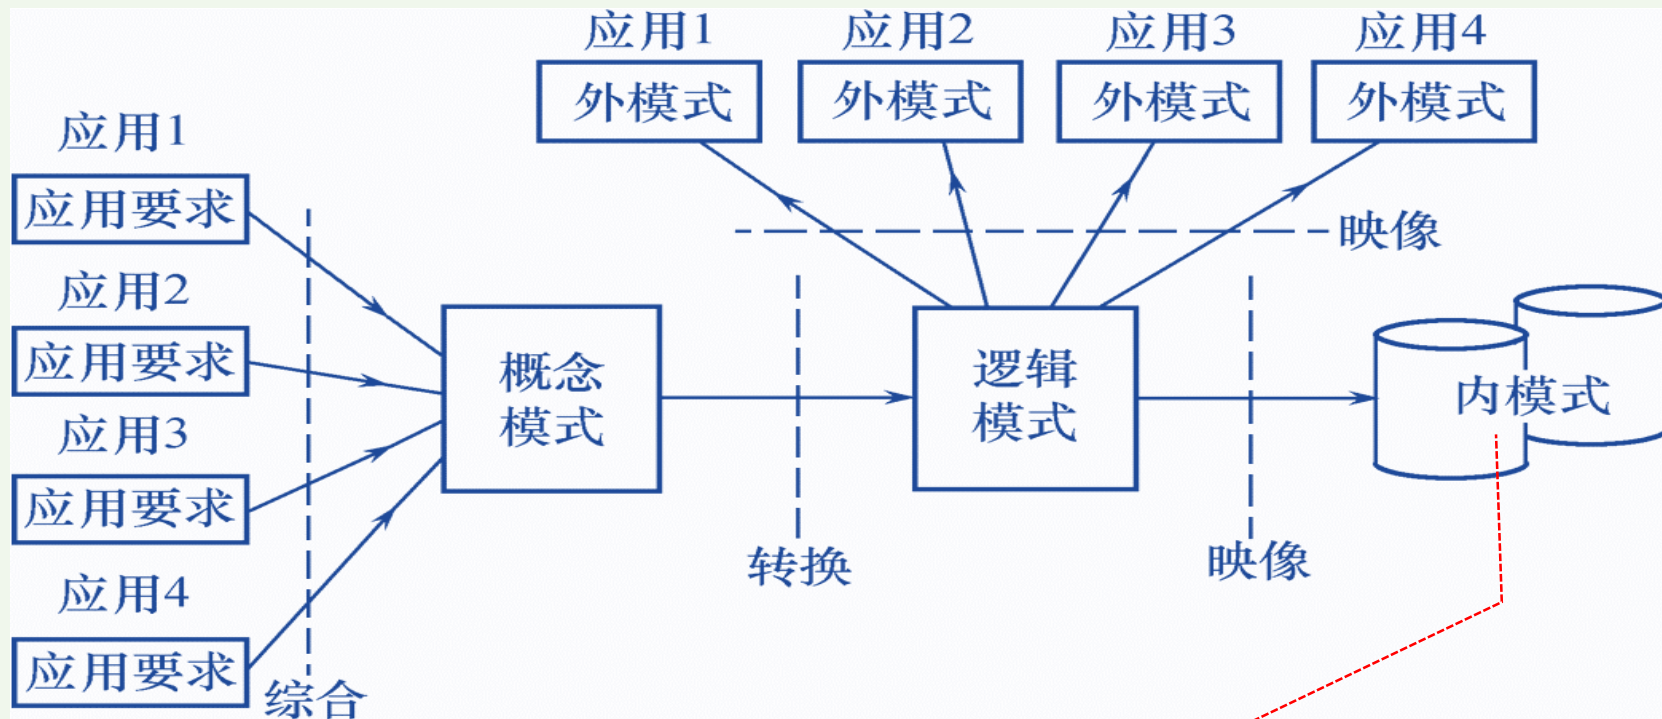 应用1
应用2
应用3
应用4
外模式
外模式
外模式
外模式
应用1
应用要求
应用2
应用要求
应用3
应用要求
应用4
应用要求
综合
概念
模式
转换
逻辑
模式
映像
映像
内模式